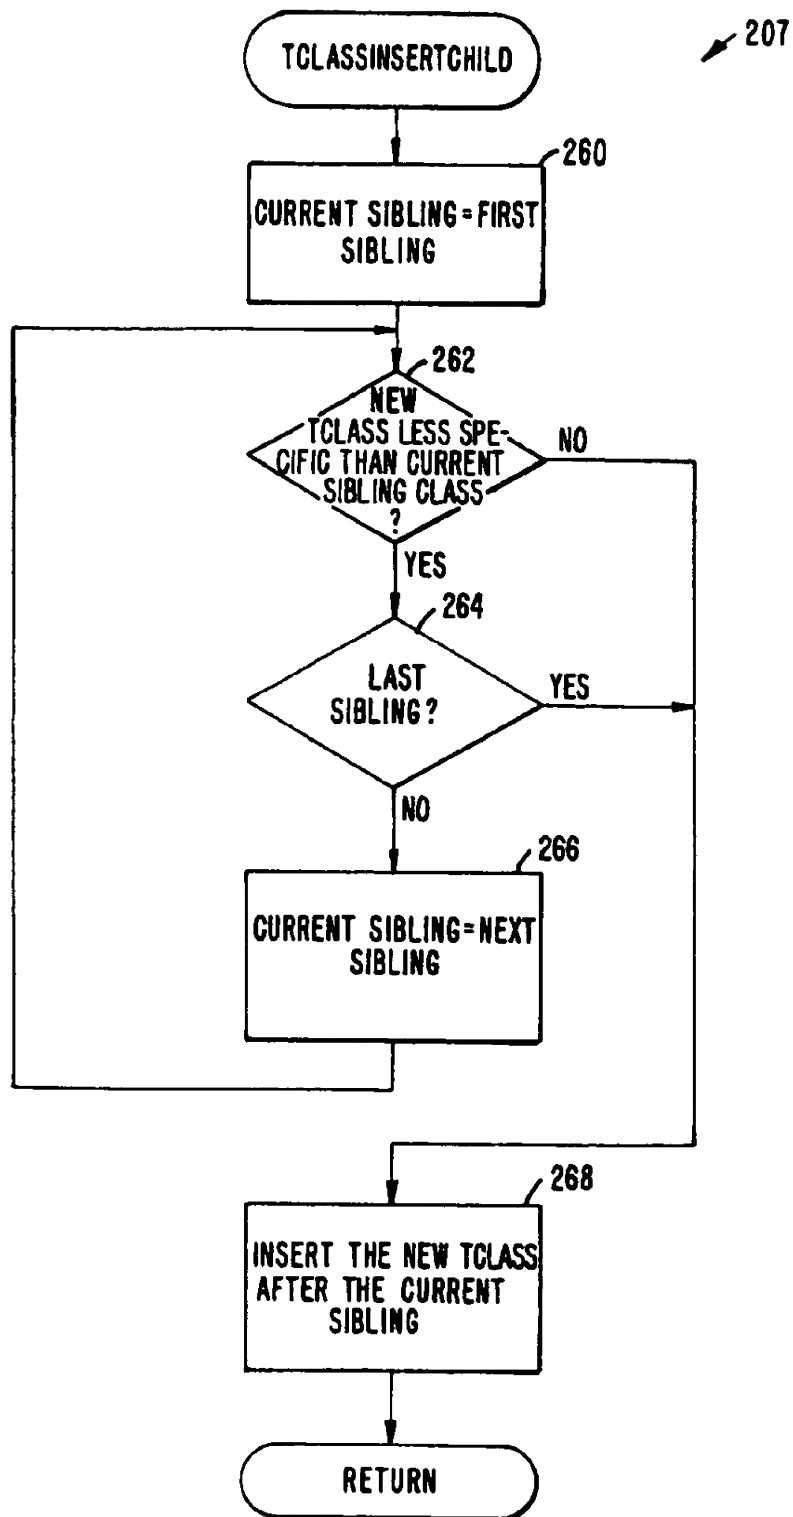 207
TCLASSINSERTCHILD
260
CURRENT SIBLING=FIRST
SIBLING
262
NEW
TCLASS LESS SPE-
CIFIC THAN CURRENT
SIBLING CLASS
?
NO
YES
264
LAST
SIBLING?
YES
NO
266
CURRENT SIBLING=NEXT
SIBLING
268
INSERT THE NEW TCLASS
AFTER THE CURRENT
SIBLING
RETURN